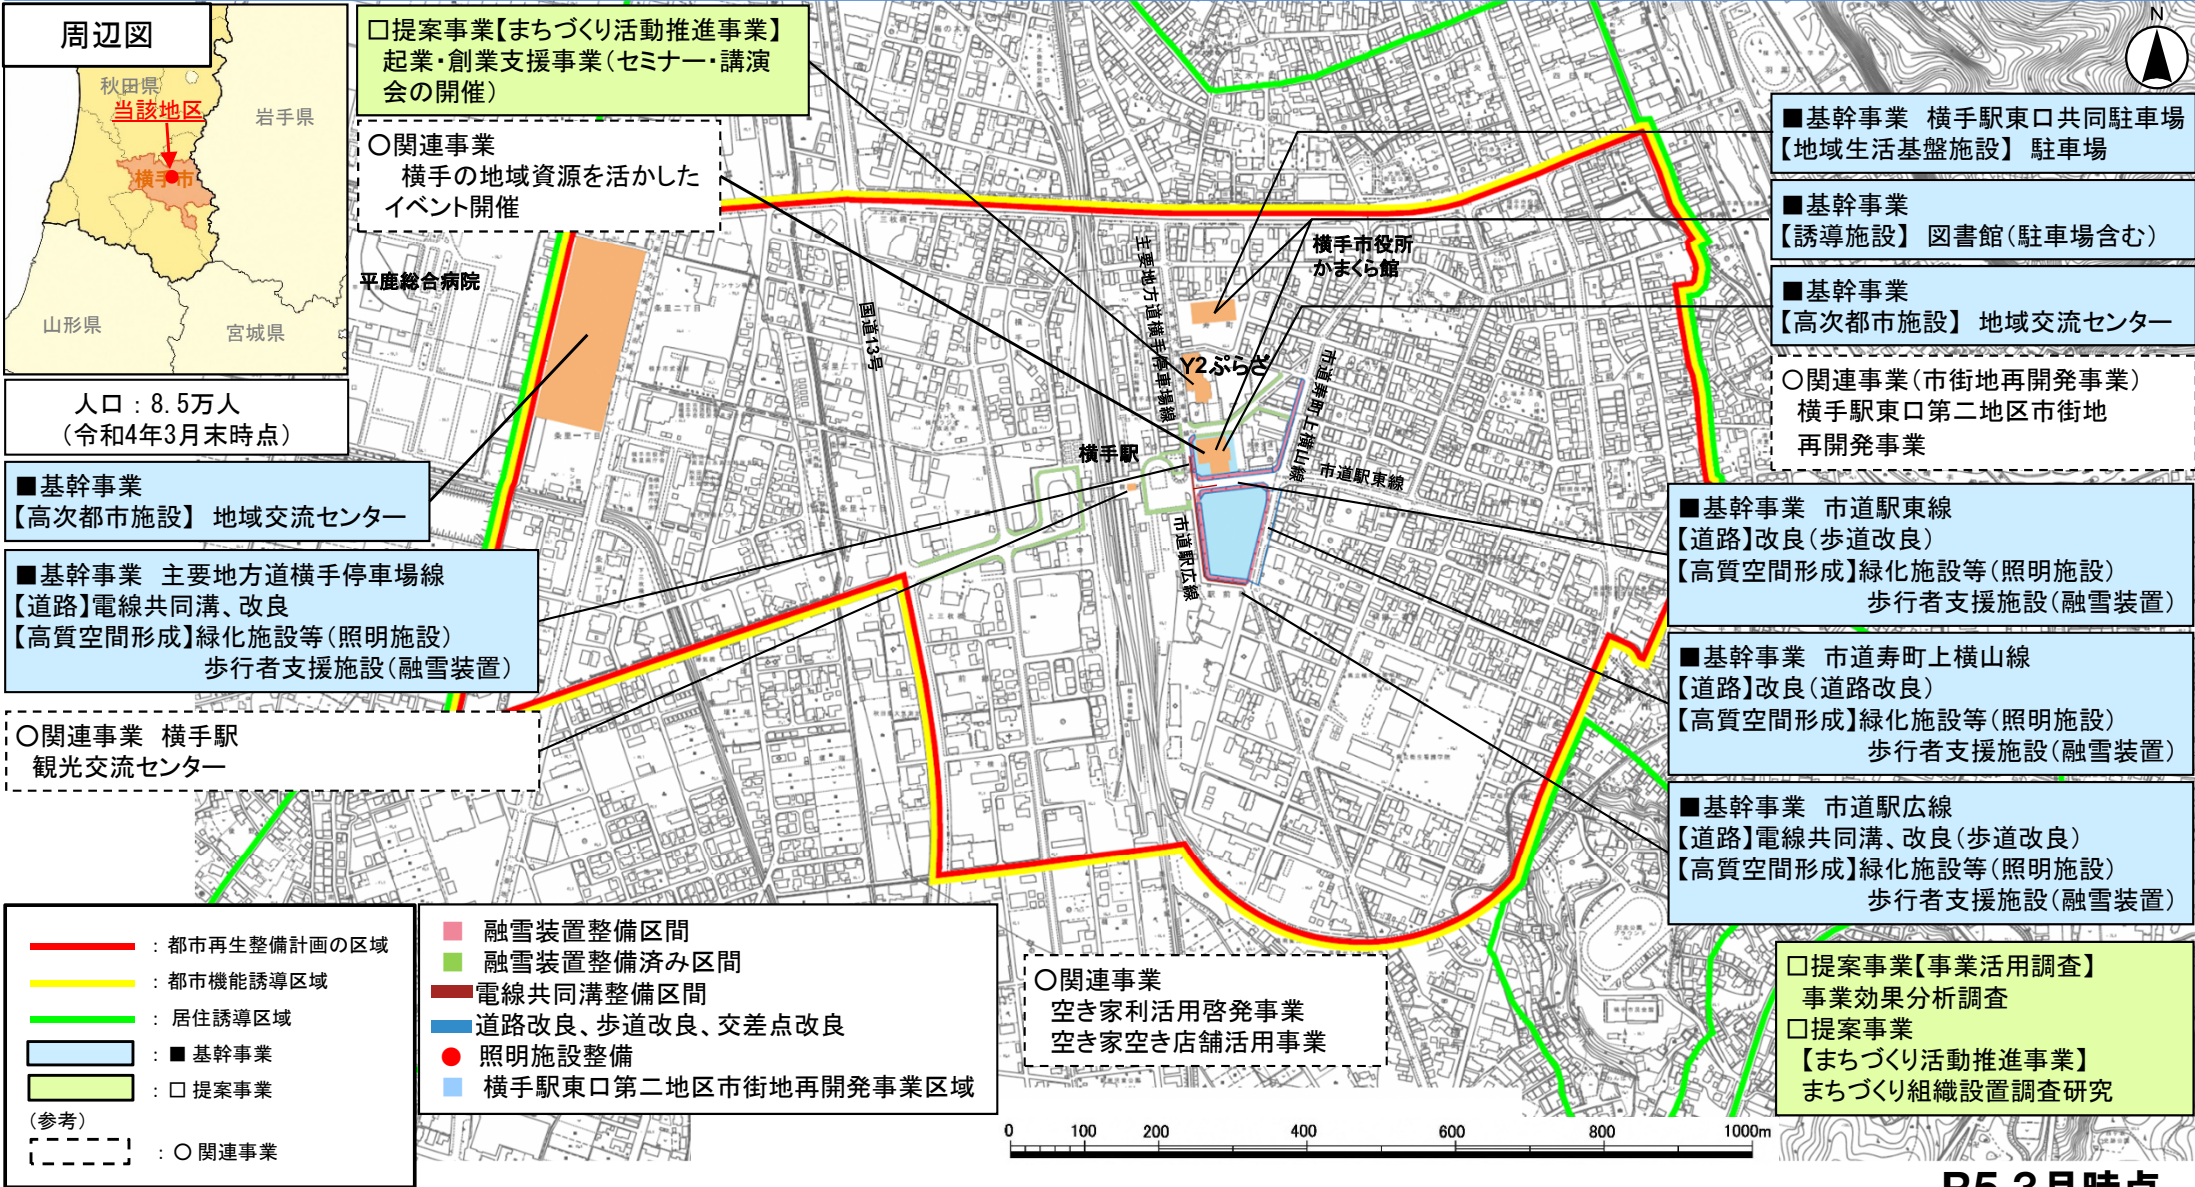 周辺図
秋田県
当該地区
岩手県
横手市
山形県
宮城県
人口：8.5万人
（令和4年3月末時点）
□提案事業【まちづくり活動推進事業】
起業・創業支援事業（セミナー・講演
会の開催）
○関連事業
横手の地域資源を活かした
イベント開催
N
■基幹事業　横手駅東口共同駐車場
【地域生活基盤施設】　駐車場
■基幹事業
【誘導施設】　図書館（駐車場含む）
■基幹事業
【高次都市施設】　地域交流センター
○関連事業（市街地再開発事業）
横手駅東口第二地区市街地
再開発事業
平鹿総合病院
国道13号
主要地方道横手停車場線
横手市役所
かまくら館
Y2ぷらざ
市道寿町上横山線
横手駅
市道駅東線
市道駅広線
■基幹事業
【高次都市施設】　地域交流センター
■基幹事業　主要地方道横手停車場線
【道路】電線共同溝、改良
【高質空間形成】緑化施設等（照明施設）
歩行者支援施設（融雪装置）
○関連事業　横手駅
観光交流センター
■基幹事業　市道駅東線
【道路】改良（歩道改良）
【高質空間形成】緑化施設等（照明施設）
歩行者支援施設（融雪装置）
■基幹事業　市道寿町上横山線
【道路】改良（道路改良）
【高質空間形成】緑化施設等（照明施設）
歩行者支援施設（融雪装置）
■基幹事業　市道駅広線
【道路】電線共同溝、改良（歩道改良）
【高質空間形成】緑化施設等（照明施設）
歩行者支援施設（融雪装置）
：都市再生整備計画の区域
：都市機能誘導区域
：居住誘導区域
：■ 基幹事業
：□ 提案事業
（参考）
：○ 関連事業
融雪装置整備区間
融雪装置整備済み区間
電線共同溝整備区間
道路改良、歩道改良、交差点改良
照明施設整備
横手駅東口第二地区市街地再開発事業区域
○関連事業
空き家利活用啓発事業
空き家空き店舗活用事業
□提案事業【事業活用調査】
事業効果分析調査
□提案事業
【まちづくり活動推進事業】
まちづくり組織設置調査研究
0 100 200 400 600 800 1000m
R5.3月時点